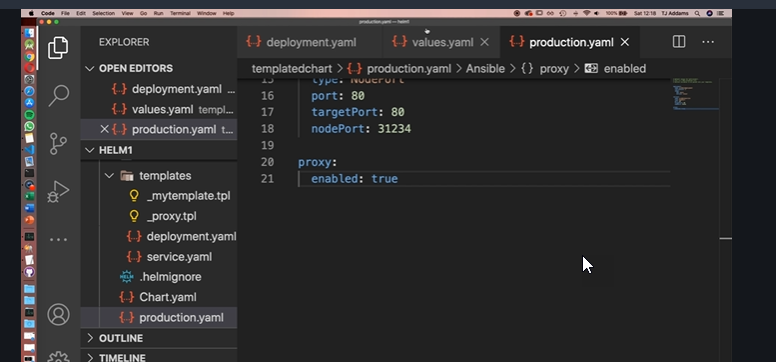 Code File Edit Selection View Go Run Terminal Window Help 100% Sat 12:18 TJ Addams
production.yaml — helm1
EXPLORER
deployment.yaml values.yaml production.yaml
OPEN EDITORS
templatedchart > production.yaml > Ansible > {} proxy > enabled
deployment.yaml ...
values.yaml templ...
production.yaml t...
HELM1
templates
_mytemplate.tpl
_proxy.tpl
deployment.yaml
service.yaml
.helmignore
Chart.yaml
production.yaml
OUTLINE
TIMELINE
15 type: NodePort
16 port: 80
17 targetPort: 80
18 nodePort: 31234
19
20 proxy:
21 enabled: true